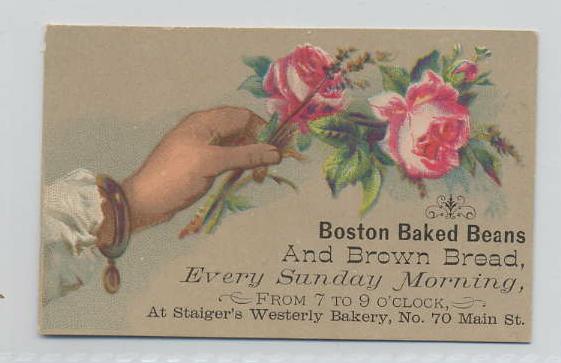 Boston Baked Beans
And Brown Bread,
Every Sunday Morning,
From 7 to 9 o'clock,
At Staiger's Westerly Bakery, No. 70 Main St.